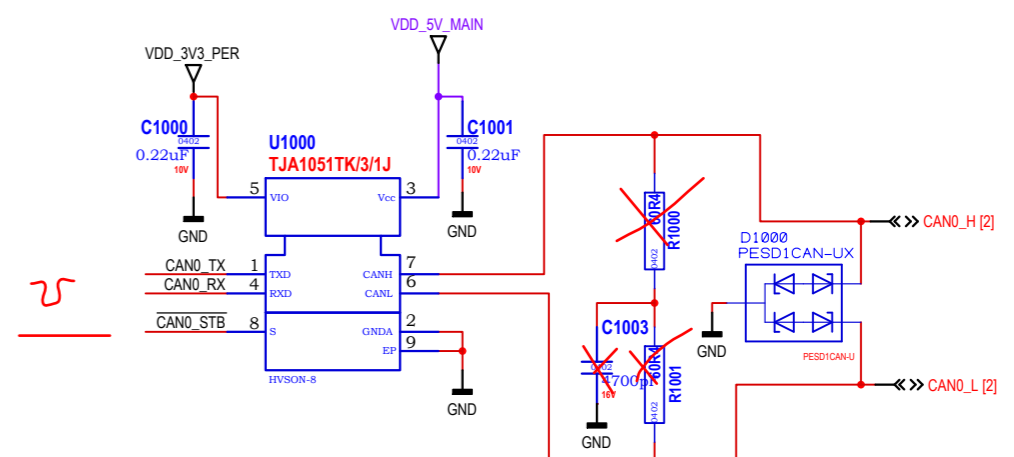 VDD_5V_MAIN
VDD_3V3_PER
C1000
0402
0.22uF
10V
U1000
TJA1051TK/3/1J
C1001
0402
0.22uF
10V
5 VIO
Vcc 3
GND
GND
CAN0_TX 1 TXD
CAN0_RX 4 RXD
CANH 7
CANL 6
CAN0_STB 8 S
GNDA 2
EP 9
HVSON-8
GND
60R4
R1000
0402
C1003
0402
4700pF
16V
GND
60R4
R1001
0402
D1000
PESD1CAN-UX
GND
PESD1CAN-U
CAN0_H [2]
CAN0_L [2]